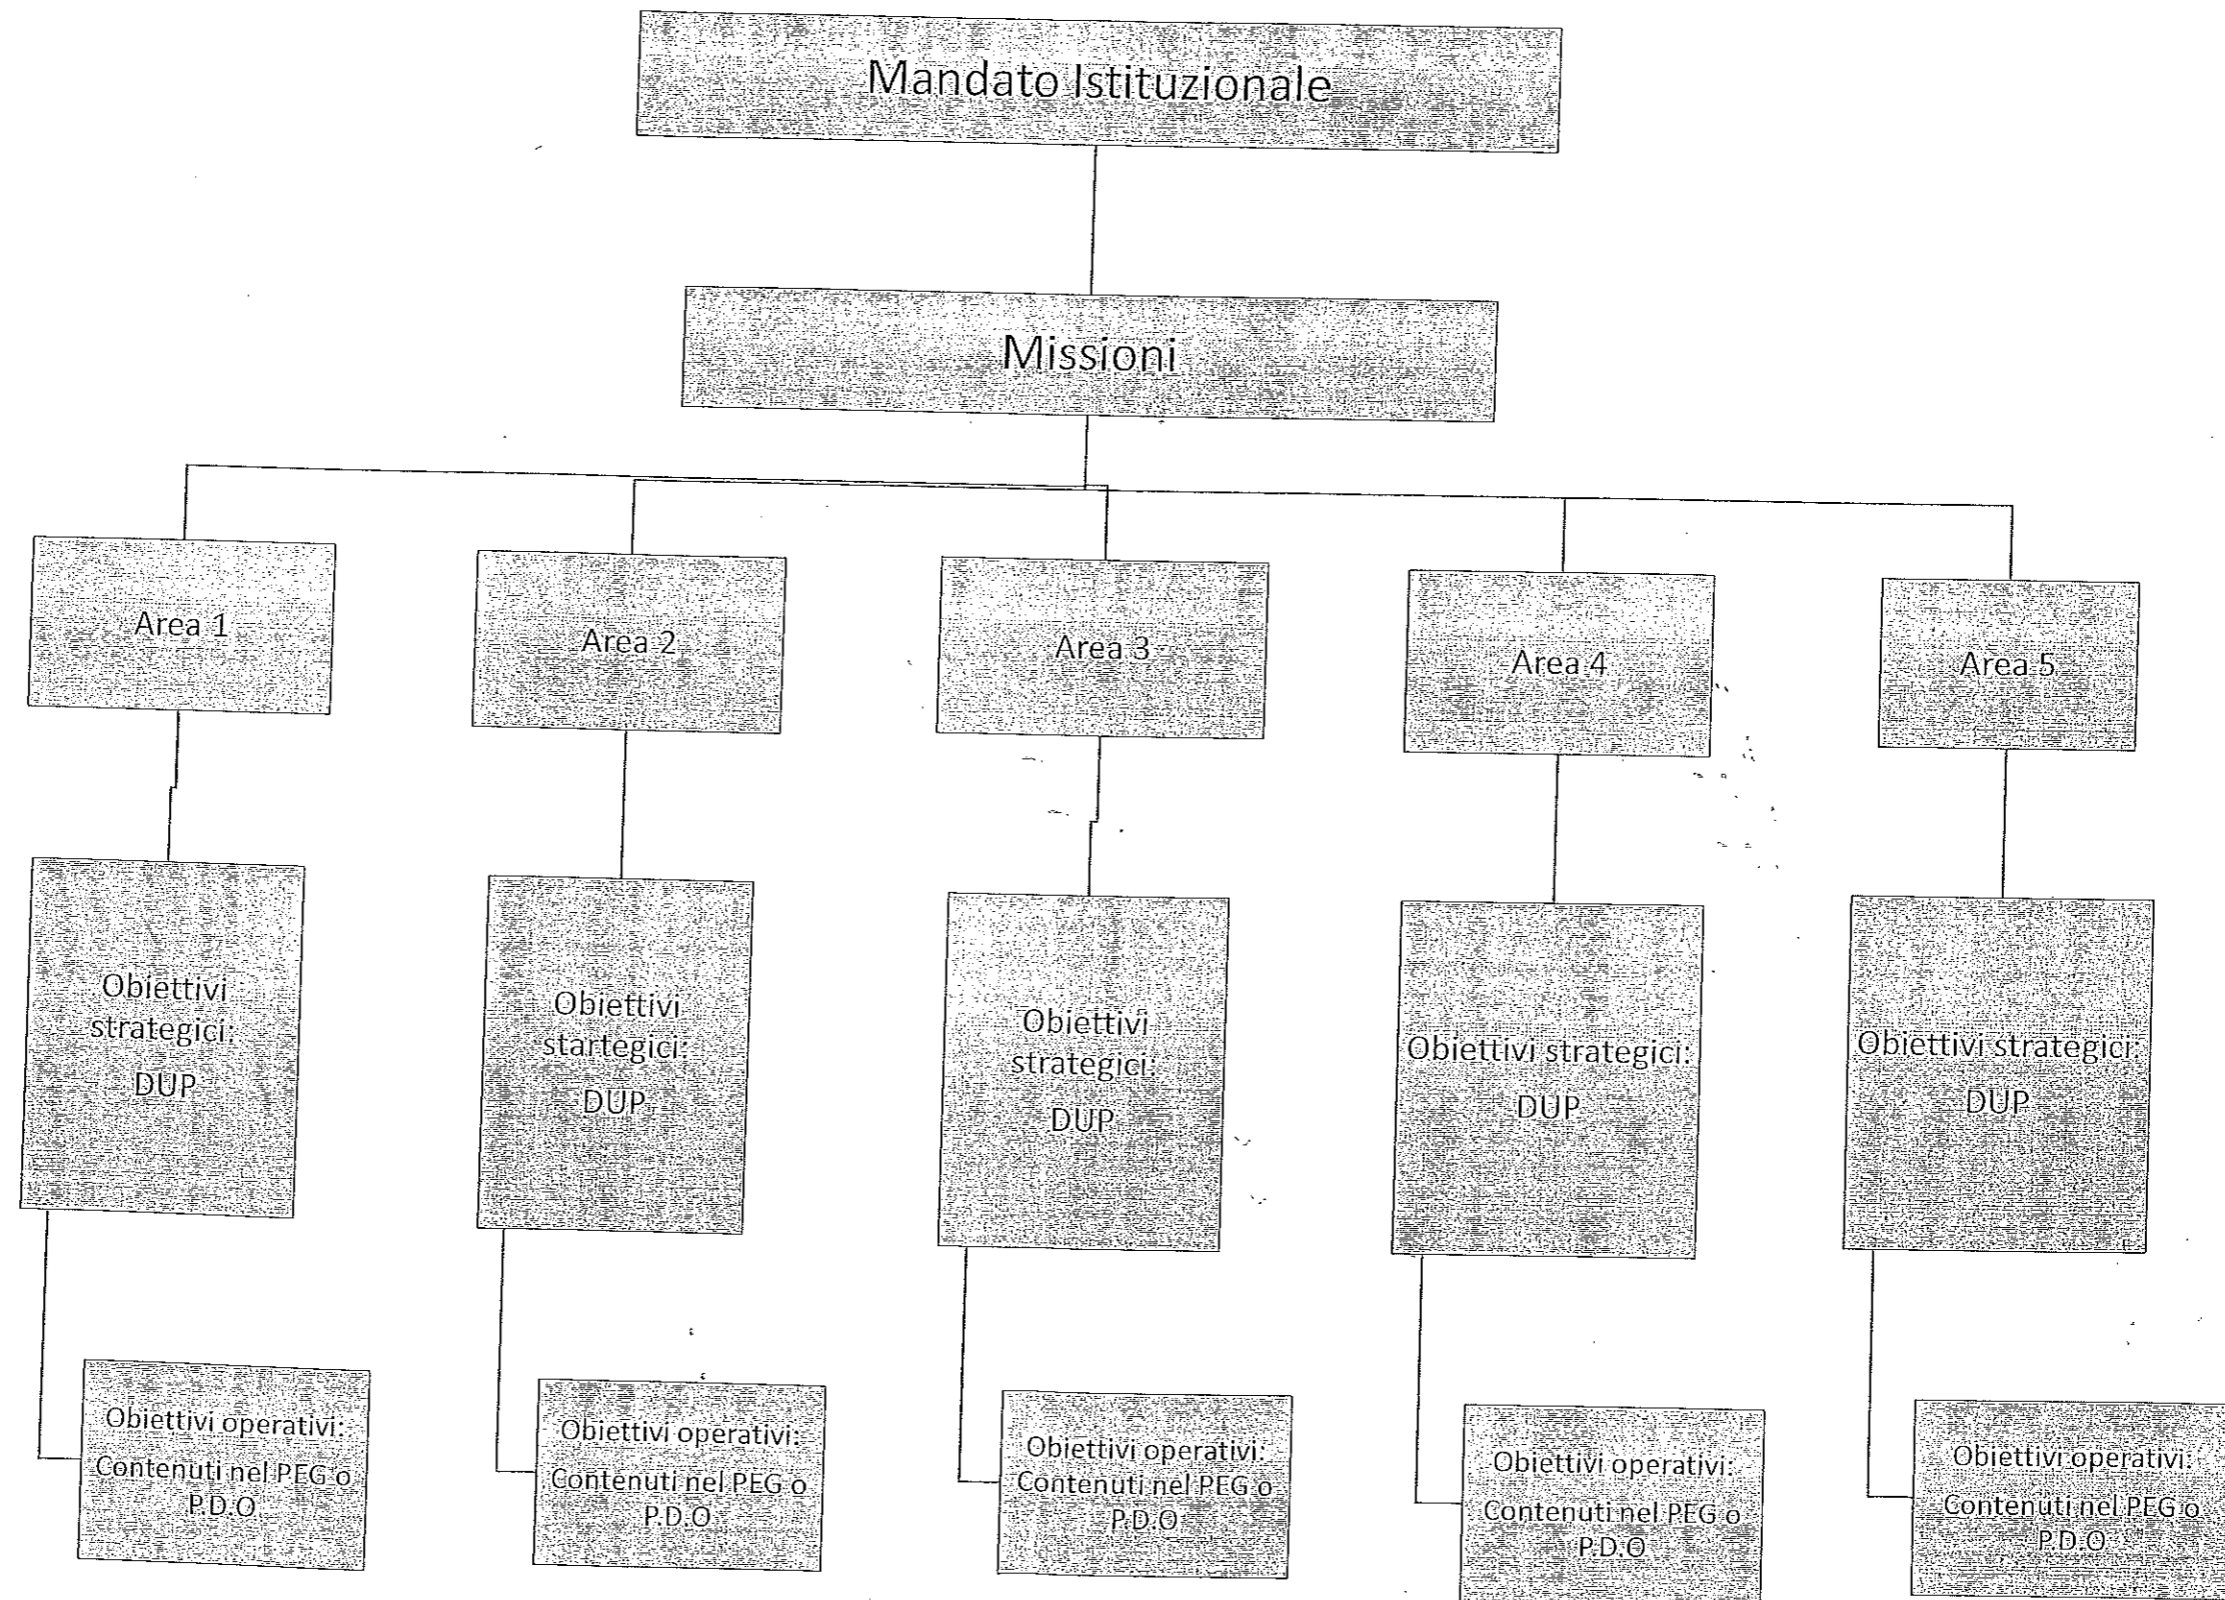 Mandato Istituzionale
Missioni
Area 1
Area 2
Area 3
Area 4
Area 5
Obiettivi
strategici:
DUP
Obiettivi
startegici:
DUP
Obiettivi
strategici:
DUP
Obiettivi strategici:
DUP
Obiettivi strategici:
DUP
Obiettivi operativi:
Contenuti nel PEG o
P.D.O
Obiettivi operativi:
Contenuti nel PEG o
P.D.O
Obiettivi operativi:
Contenuti nel PEG o
P.D.O
Obiettivi operativi:
Contenuti nel PEG o
P.D.O
Obiettivi operativi:
Contenuti nel PEG o
P.D.O